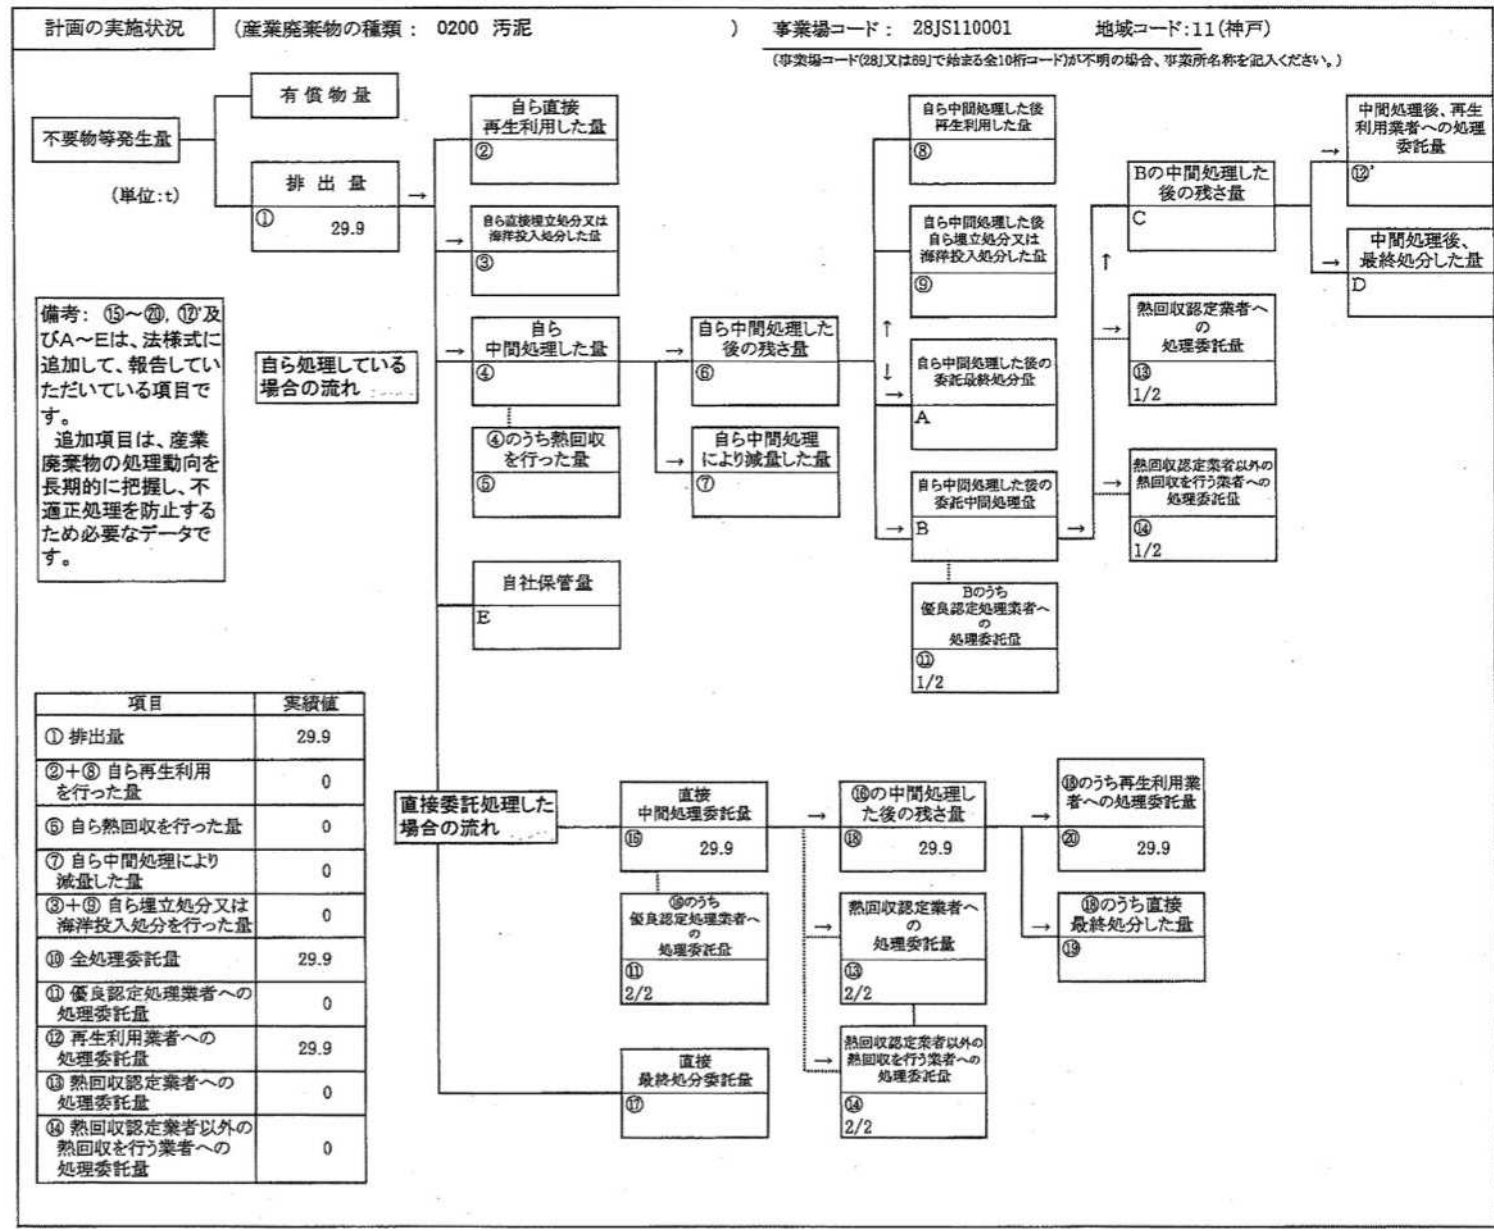 計画の実施状況
(産業廃棄物の種類： 0200 汚泥 )
事業場コード： 28JS110001 地域コード:11(神戸)
(事業場コード(28｣又は69｣で始まる全10桁コード)が不明の場合、事業所名称を記入ください。)
不要物等発生量
(単位:t)
有償物量
排出量
① 29.9
→
自ら直接
再生利用した量
②
→
自ら直接埋立処分又は
海洋投入処分した量
③
→
自ら
中間処理した量
④
④のうち熱回収
を行った量
⑤
自社保管量
E
→
自ら中間処理した
後の残さ量
⑥
→
自ら中間処理
により減量した量
⑦
自ら中間処理した後
再生利用した量
⑧
自ら中間処理した後
自ら埋立処分又は
海洋投入処分した量
⑨
↑
↓
→
自ら中間処理した後の
委託最終処分量
A
→
自ら中間処理した後の
委託中間処理量
B
→
Bのうち
優良認定処理業者へ
の
処理委託量
⑪
1/2
↑
Bの中間処理した
後の残さ量
C
→
熱回収認定業者へ
の
処理委託量
⑬
1/2
→
熱回収認定業者以外の
熱回収を行う業者への
処理委託量
⑭
1/2
→
中間処理後、再生
利用業者への処理
委託量
⑫'
→
中間処理後、
最終処分した量
D
備考： ⑮～⑳, ⑫'及
びA～Eは、法様式に
追加して、報告してい
ただいている項目で
す。
追加項目は、産業
廃棄物の処理動向を
長期的に把握し、不
適正処理を防止する
ため必要なデータで
す。
自ら処理している
場合の流れ
項目 実績値
① 排出量 29.9
②＋⑧ 自ら再生利用
を行った量 0
⑤ 自ら熱回収を行った量 0
⑦ 自ら中間処理により
減量した量 0
③＋⑨ 自ら埋立処分又は
海洋投入処分を行った量 0
⑩ 全処理委託量 29.9
⑪ 優良認定処理業者への
処理委託量 0
⑫ 再生利用業者への
処理委託量 29.9
⑬ 熱回収認定業者への
処理委託量 0
⑭ 熱回収認定業者以外の
熱回収を行う業者への
処理委託量 0
直接委託処理した
場合の流れ
直接
中間処理委託量
⑯ 29.9
⑯のうち
優良認定処理業者へ
の
処理委託量
⑪
2/2
直接
最終処分委託量
⑰
→
⑯の中間処理し
た後の残さ量
⑱ 29.9
→
熱回収認定業者へ
の
処理委託量
⑬
2/2
→
熱回収認定業者以外の
熱回収を行う業者への
処理委託量
⑭
2/2
→
⑱のうち再生利用業
者への処理委託量
⑳ 29.9
→
⑱のうち直接
最終処分した量
⑲